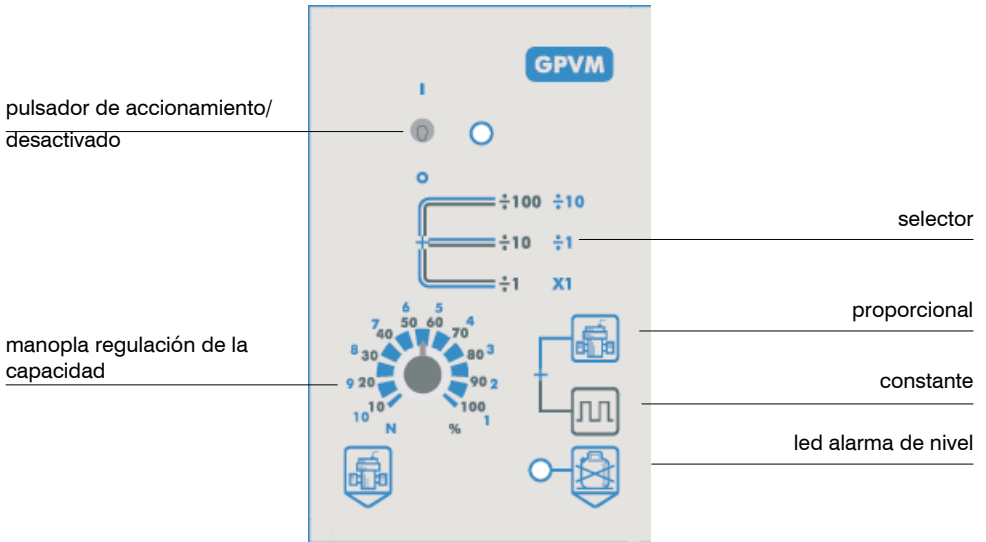 GPVM
I
pulsador de accionamiento/
desactivado
O
÷100 ÷10
÷10 ÷1
÷1 X1
selector
proporcional
constante
led alarma de nivel
manopla regulación de la
capacidad
6 5
7 50 60 4
40 70
8 30 80 3
9 20 90 2
10 100
10 N % 1